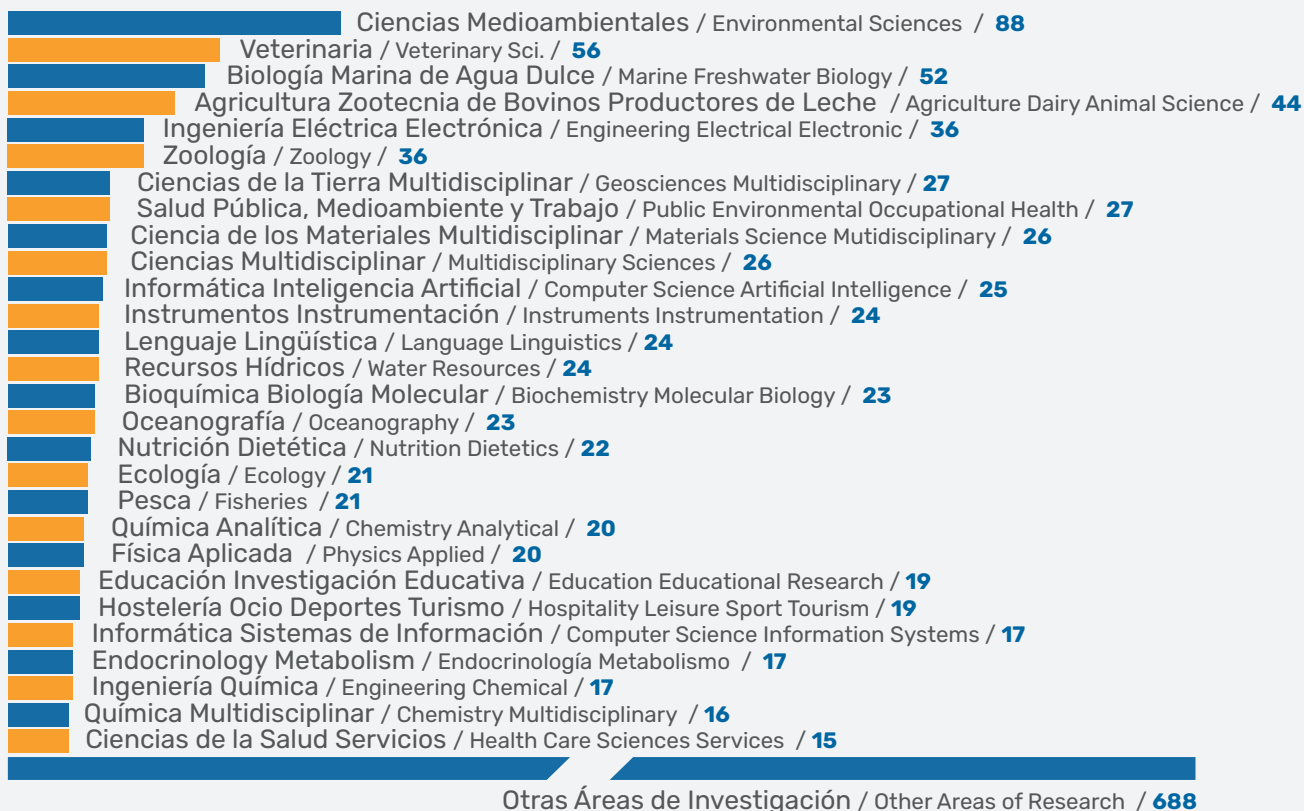 Ciencias Medioambientales / Environmental Sciences / 88
Veterinaria / Veterinary Sci. / 56
Biología Marina de Agua Dulce / Marine Freshwater Biology / 52
Agricultura Zootecnia de Bovinos Productores de Leche / Agriculture Dairy Animal Science / 44
Ingeniería Eléctrica Electrónica / Engineering Electrical Electronic / 36
Zoología / Zoology / 36
Ciencias de la Tierra Multidisciplinar / Geosciences Multidisciplinary / 27
Salud Pública, Medioambiente y Trabajo / Public Environmental Occupational Health / 27
Ciencia de los Materiales Multidisciplinar / Materials Science Mutidisciplinary / 26
Ciencias Multidisciplinar / Multidisciplinary Sciences / 26
Informática Inteligencia Artificial / Computer Science Artificial Intelligence / 25
Instrumentos Instrumentación / Instruments Instrumentation / 24
Lenguaje Lingüística / Language Linguistics / 24
Recursos Hídricos / Water Resources / 24
Bioquímica Biología Molecular / Biochemistry Molecular Biology / 23
Oceanografía / Oceanography / 23
Nutrición Dietética / Nutrition Dietetics / 22
Ecología / Ecology / 21
Pesca / Fisheries / 21
Química Analítica / Chemistry Analytical / 20
Física Aplicada / Physics Applied / 20
Educación Investigación Educativa / Education Educational Research / 19
Hostelería Ocio Deportes Turismo / Hospitality Leisure Sport Tourism / 19
Informática Sistemas de Información / Computer Science Information Systems / 17
Endocrinology Metabolism / Endocrinología Metabolismo / 17
Ingeniería Química / Engineering Chemical / 17
Química Multidisciplinar / Chemistry Multidisciplinary / 16
Ciencias de la Salud Servicios / Health Care Sciences Services / 15
Otras Áreas de Investigación / Other Areas of Research / 688